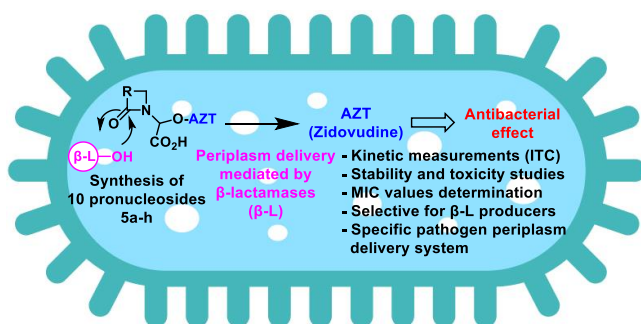 R
N
O
O-AZT
CO2H
β-L
OH
Synthesis of
10 pronucleosides
5a-h
Periplasm delivery
mediated by
β-lactamases
(β-L)
AZT
(Zidovudine)
Antibacterial
effect
- Kinetic measurements (ITC)
- Stability and toxicity studies
- MIC values determination
- Selective for β-L producers
- Specific pathogen periplasm
delivery system